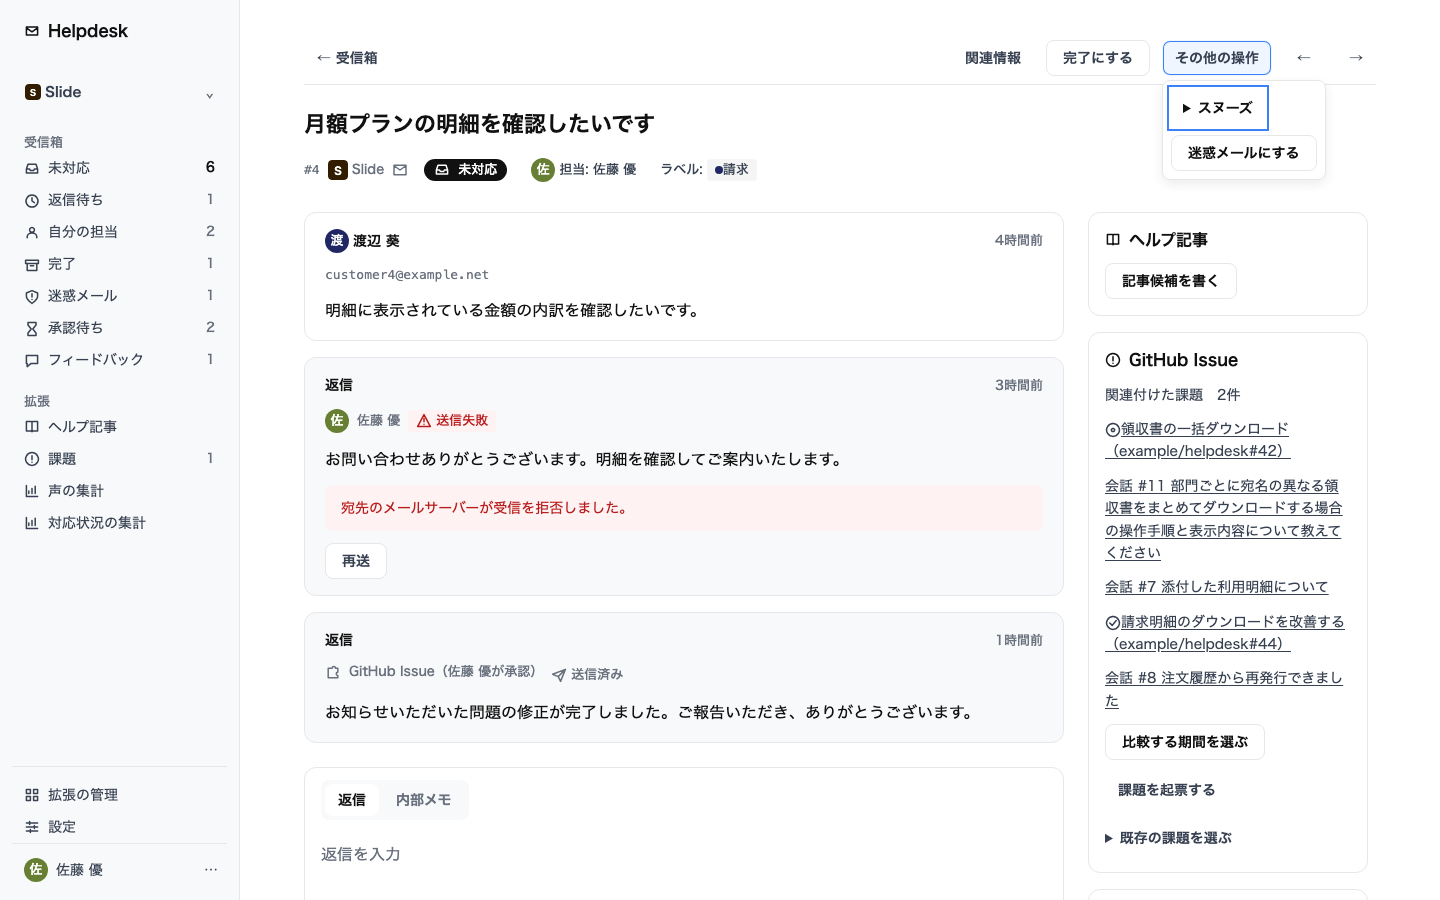 Helpdesk
S Slide
受信箱
未対応 6
返信待ち 1
自分の担当 2
完了 1
迷惑メール 1
承認待ち 2
フィードバック 1
拡張
ヘルプ記事
課題 1
声の集計
対応状況の集計
拡張の管理
設定
佐 佐藤 優 …
← 受信箱
関連情報
完了にする
その他の操作
← →
▶ スヌーズ
迷惑メールにする
月額プランの明細を確認したいです
#4 S Slide 未対応 佐 担当: 佐藤 優 ラベル: 請求
渡 渡辺 葵 4時間前
customer4@example.net
明細に表示されている金額の内訳を確認したいです。
返信 3時間前
佐 佐藤 優 送信失敗
お問い合わせありがとうございます。明細を確認してご案内いたします。
宛先のメールサーバーが受信を拒否しました。
再送
返信 1時間前
GitHub Issue（佐藤 優が承認） 送信済み
お知らせいただいた問題の修正が完了しました。ご報告いただき、ありがとうございます。
返信 内部メモ
返信を入力
ヘルプ記事
記事候補を書く
GitHub Issue
関連付けた課題 2件
領収書の一括ダウンロード
（example/helpdesk#42）
会話 #11 部門ごとに宛名の異なる領
収書をまとめてダウンロードする場合
の操作手順と表示内容について教えて
ください
会話 #7 添付した利用明細について
請求明細のダウンロードを改善する
（example/helpdesk#44）
会話 #8 注文履歴から再発行できまし
た
比較する期間を選ぶ
課題を起票する
▶ 既存の課題を選ぶ